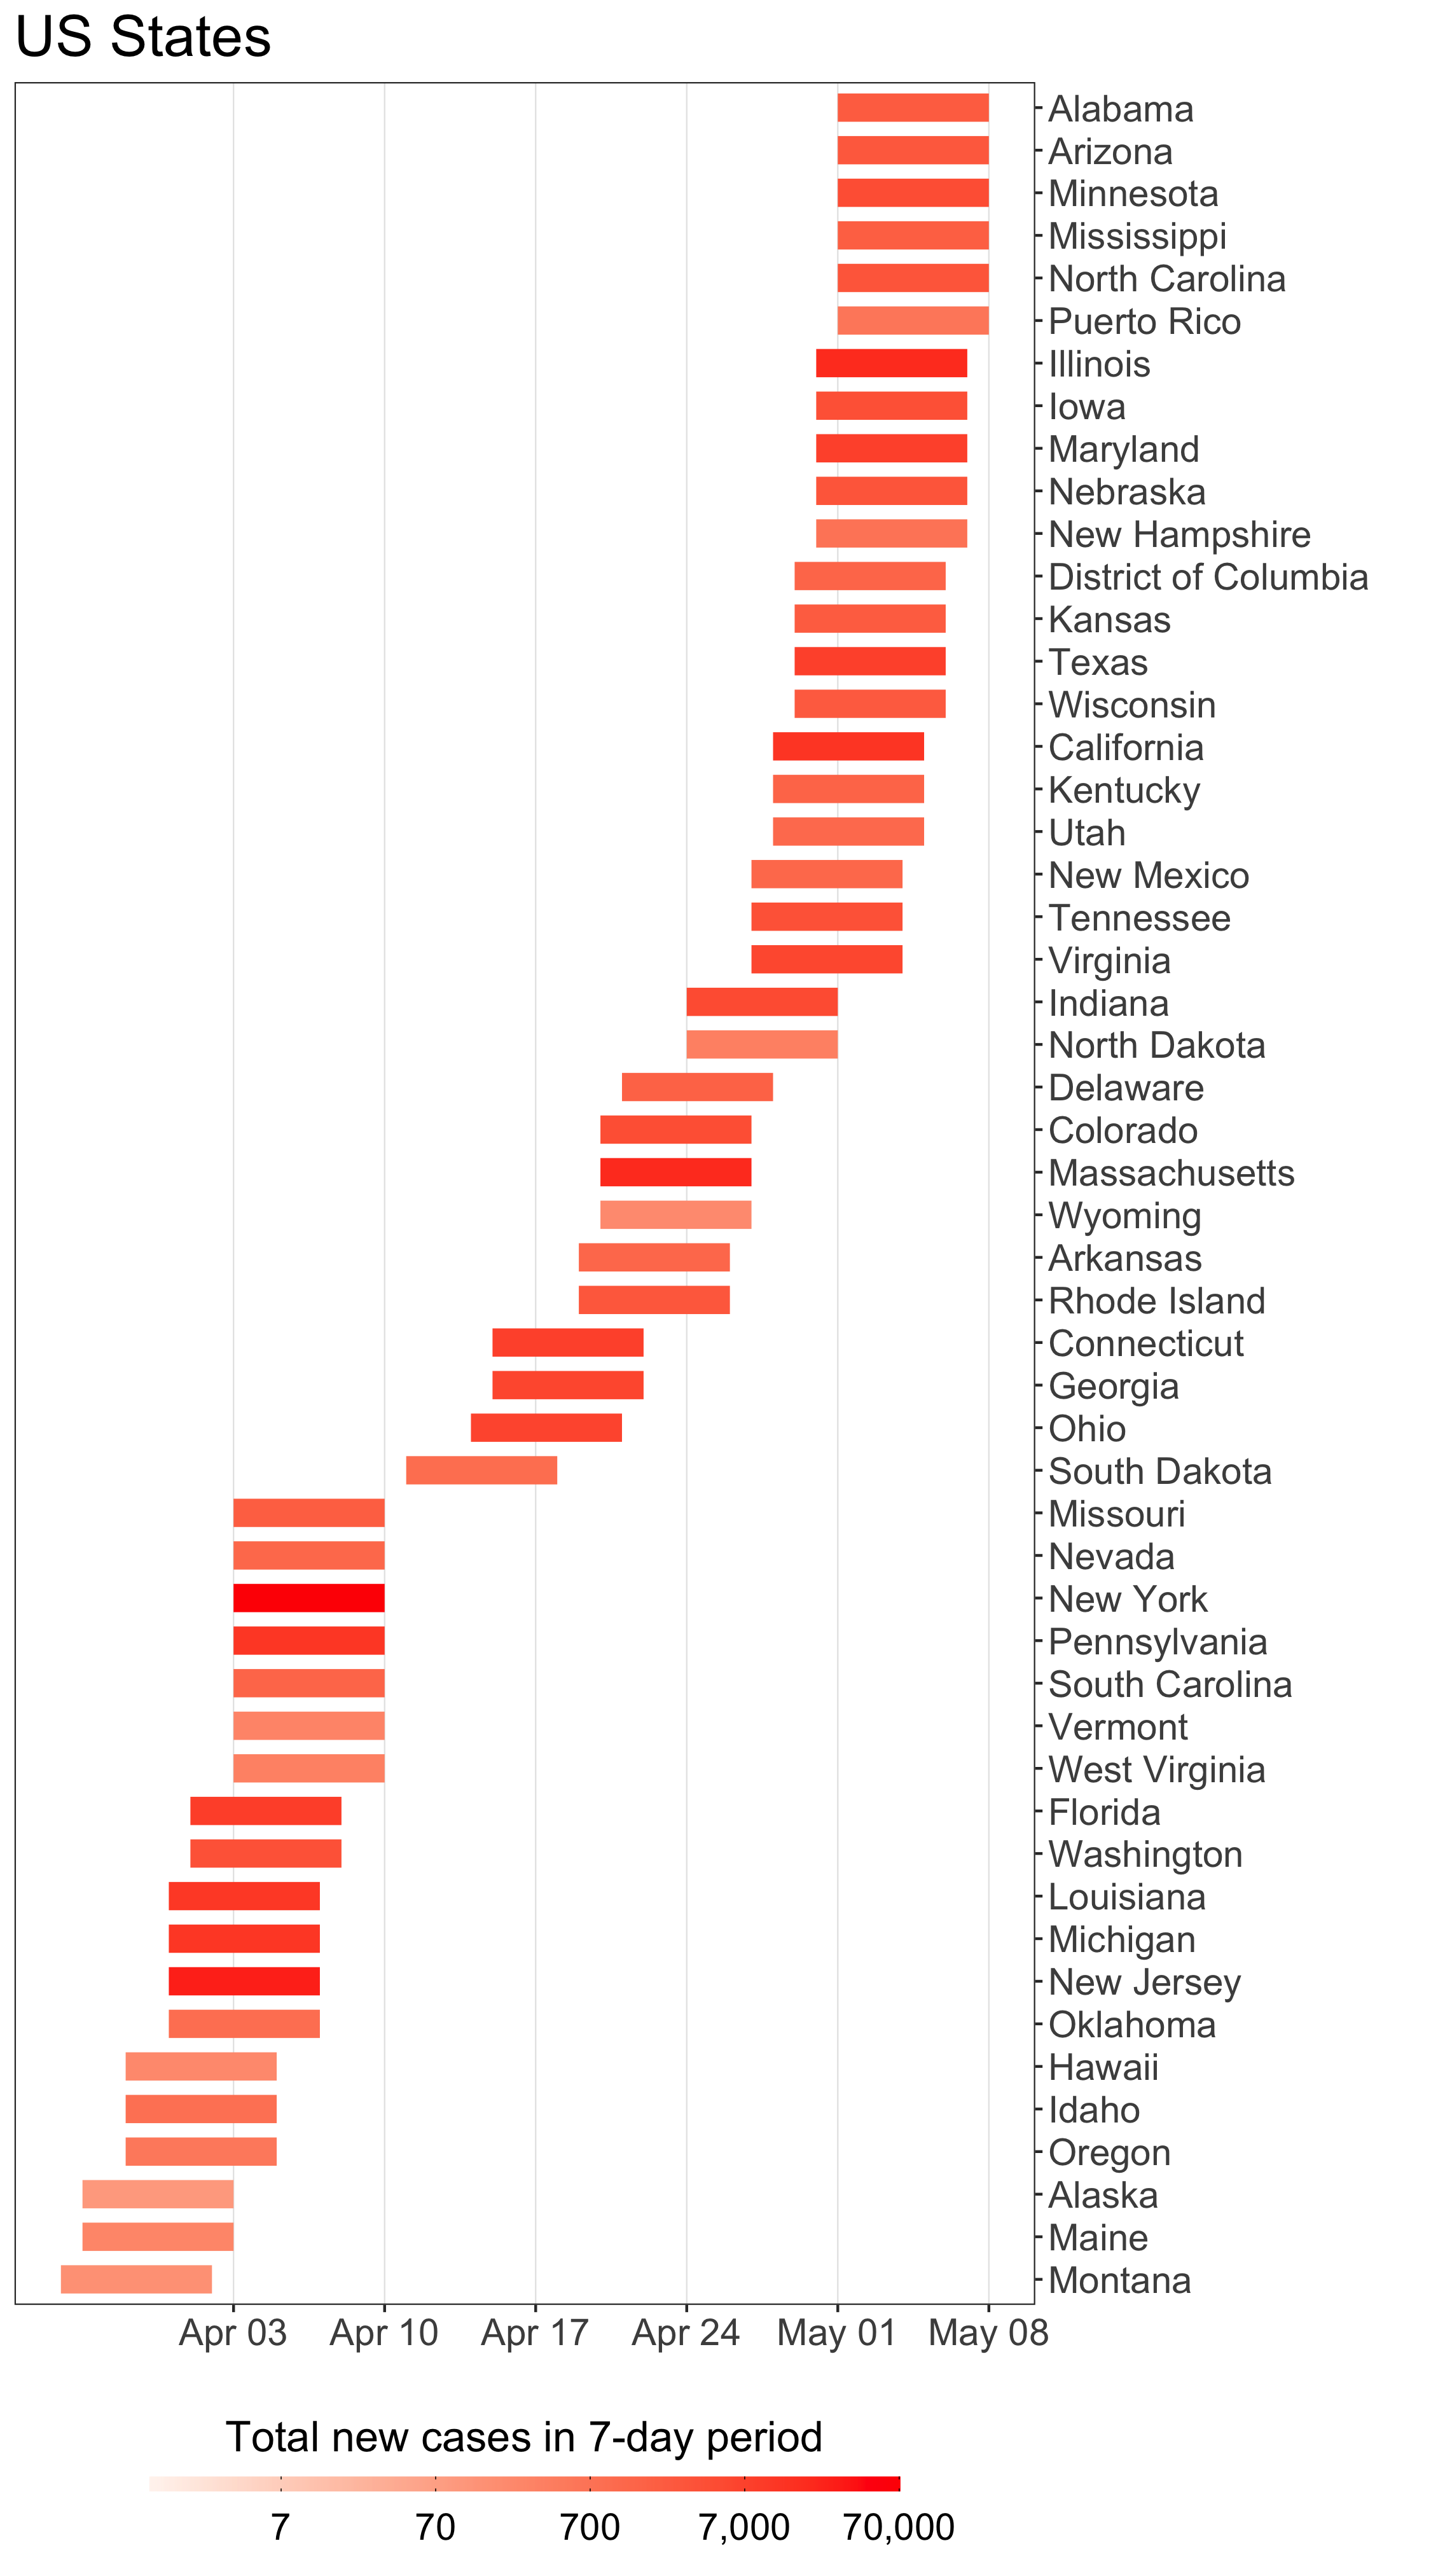 US States
Alabama
Arizona
Minnesota
Mississippi
North Carolina
Puerto Rico
Illinois
Iowa
Maryland
Nebraska
New Hampshire
District of Columbia
Kansas
Texas
Wisconsin
California
Kentucky
Utah
New Mexico
Tennessee
Virginia
Indiana
North Dakota
Delaware
Colorado
Massachusetts
Wyoming
Arkansas
Rhode Island
Connecticut
Georgia
Ohio
South Dakota
Missouri
Nevada
New York
Pennsylvania
South Carolina
Vermont
West Virginia
Florida
Washington
Louisiana
Michigan
New Jersey
Oklahoma
Hawaii
Idaho
Oregon
Alaska
Maine
Montana
Apr 03 Apr 10 Apr 17 Apr 24 May 01 May 08
Total new cases in 7-day period
7 70 700 7,000 70,000